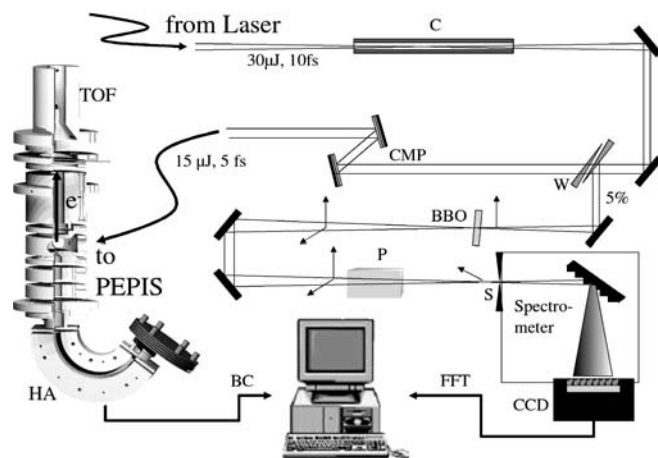 from Laser
C
30µJ, 10fs
TOF
CMP
15 µJ, 5 fs
W
5%
e-
BBO
to
PEPIS
P
S
Spectro-
meter
HA
BC
FFT
CCD